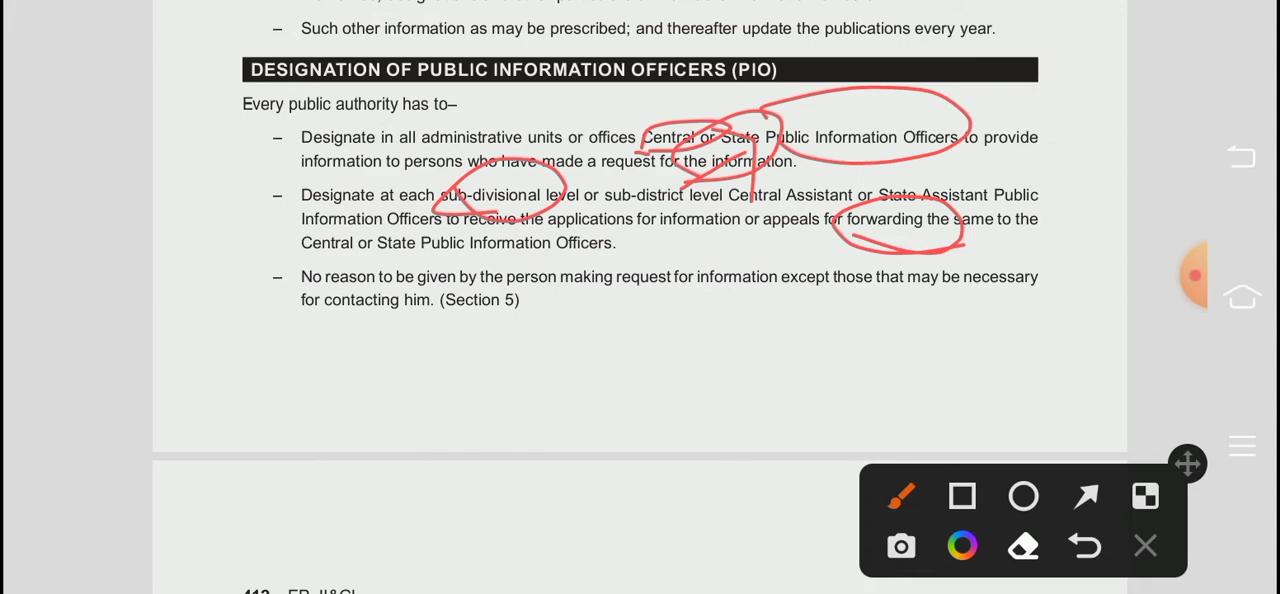 – Such other information as may be prescribed; and thereafter update the publications every year.
DESIGNATION OF PUBLIC INFORMATION OFFICERS (PIO)
Every public authority has to–
– Designate in all administrative units or offices Central or State Public Information Officers to provide
information to persons who have made a request for the information.
– Designate at each sub-divisional level or sub-district level Central Assistant or State Assistant Public
Information Officers to receive the applications for information or appeals for forwarding the same to the
Central or State Public Information Officers.
– No reason to be given by the person making request for information except those that may be necessary
for contacting him. (Section 5)